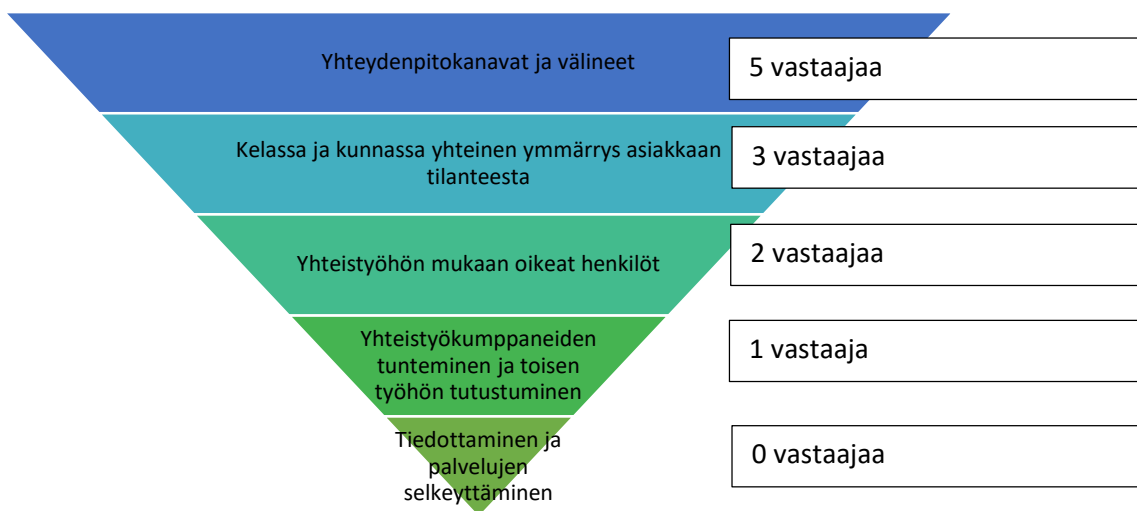 Yhteydenpitokanavat ja välineet
5 vastaajaa
Kelassa ja kunnassa yhteinen ymmärrys asiakkaan
tilanteesta
3 vastaajaa
Yhteistyöhön mukaan oikeat henkilöt
2 vastaajaa
Yhteistyökumppaneiden
tunteminen ja toisen
työhön tutustuminen
1 vastaaja
Tiedottaminen ja
palvelujen
selkeyttäminen
0 vastaajaa